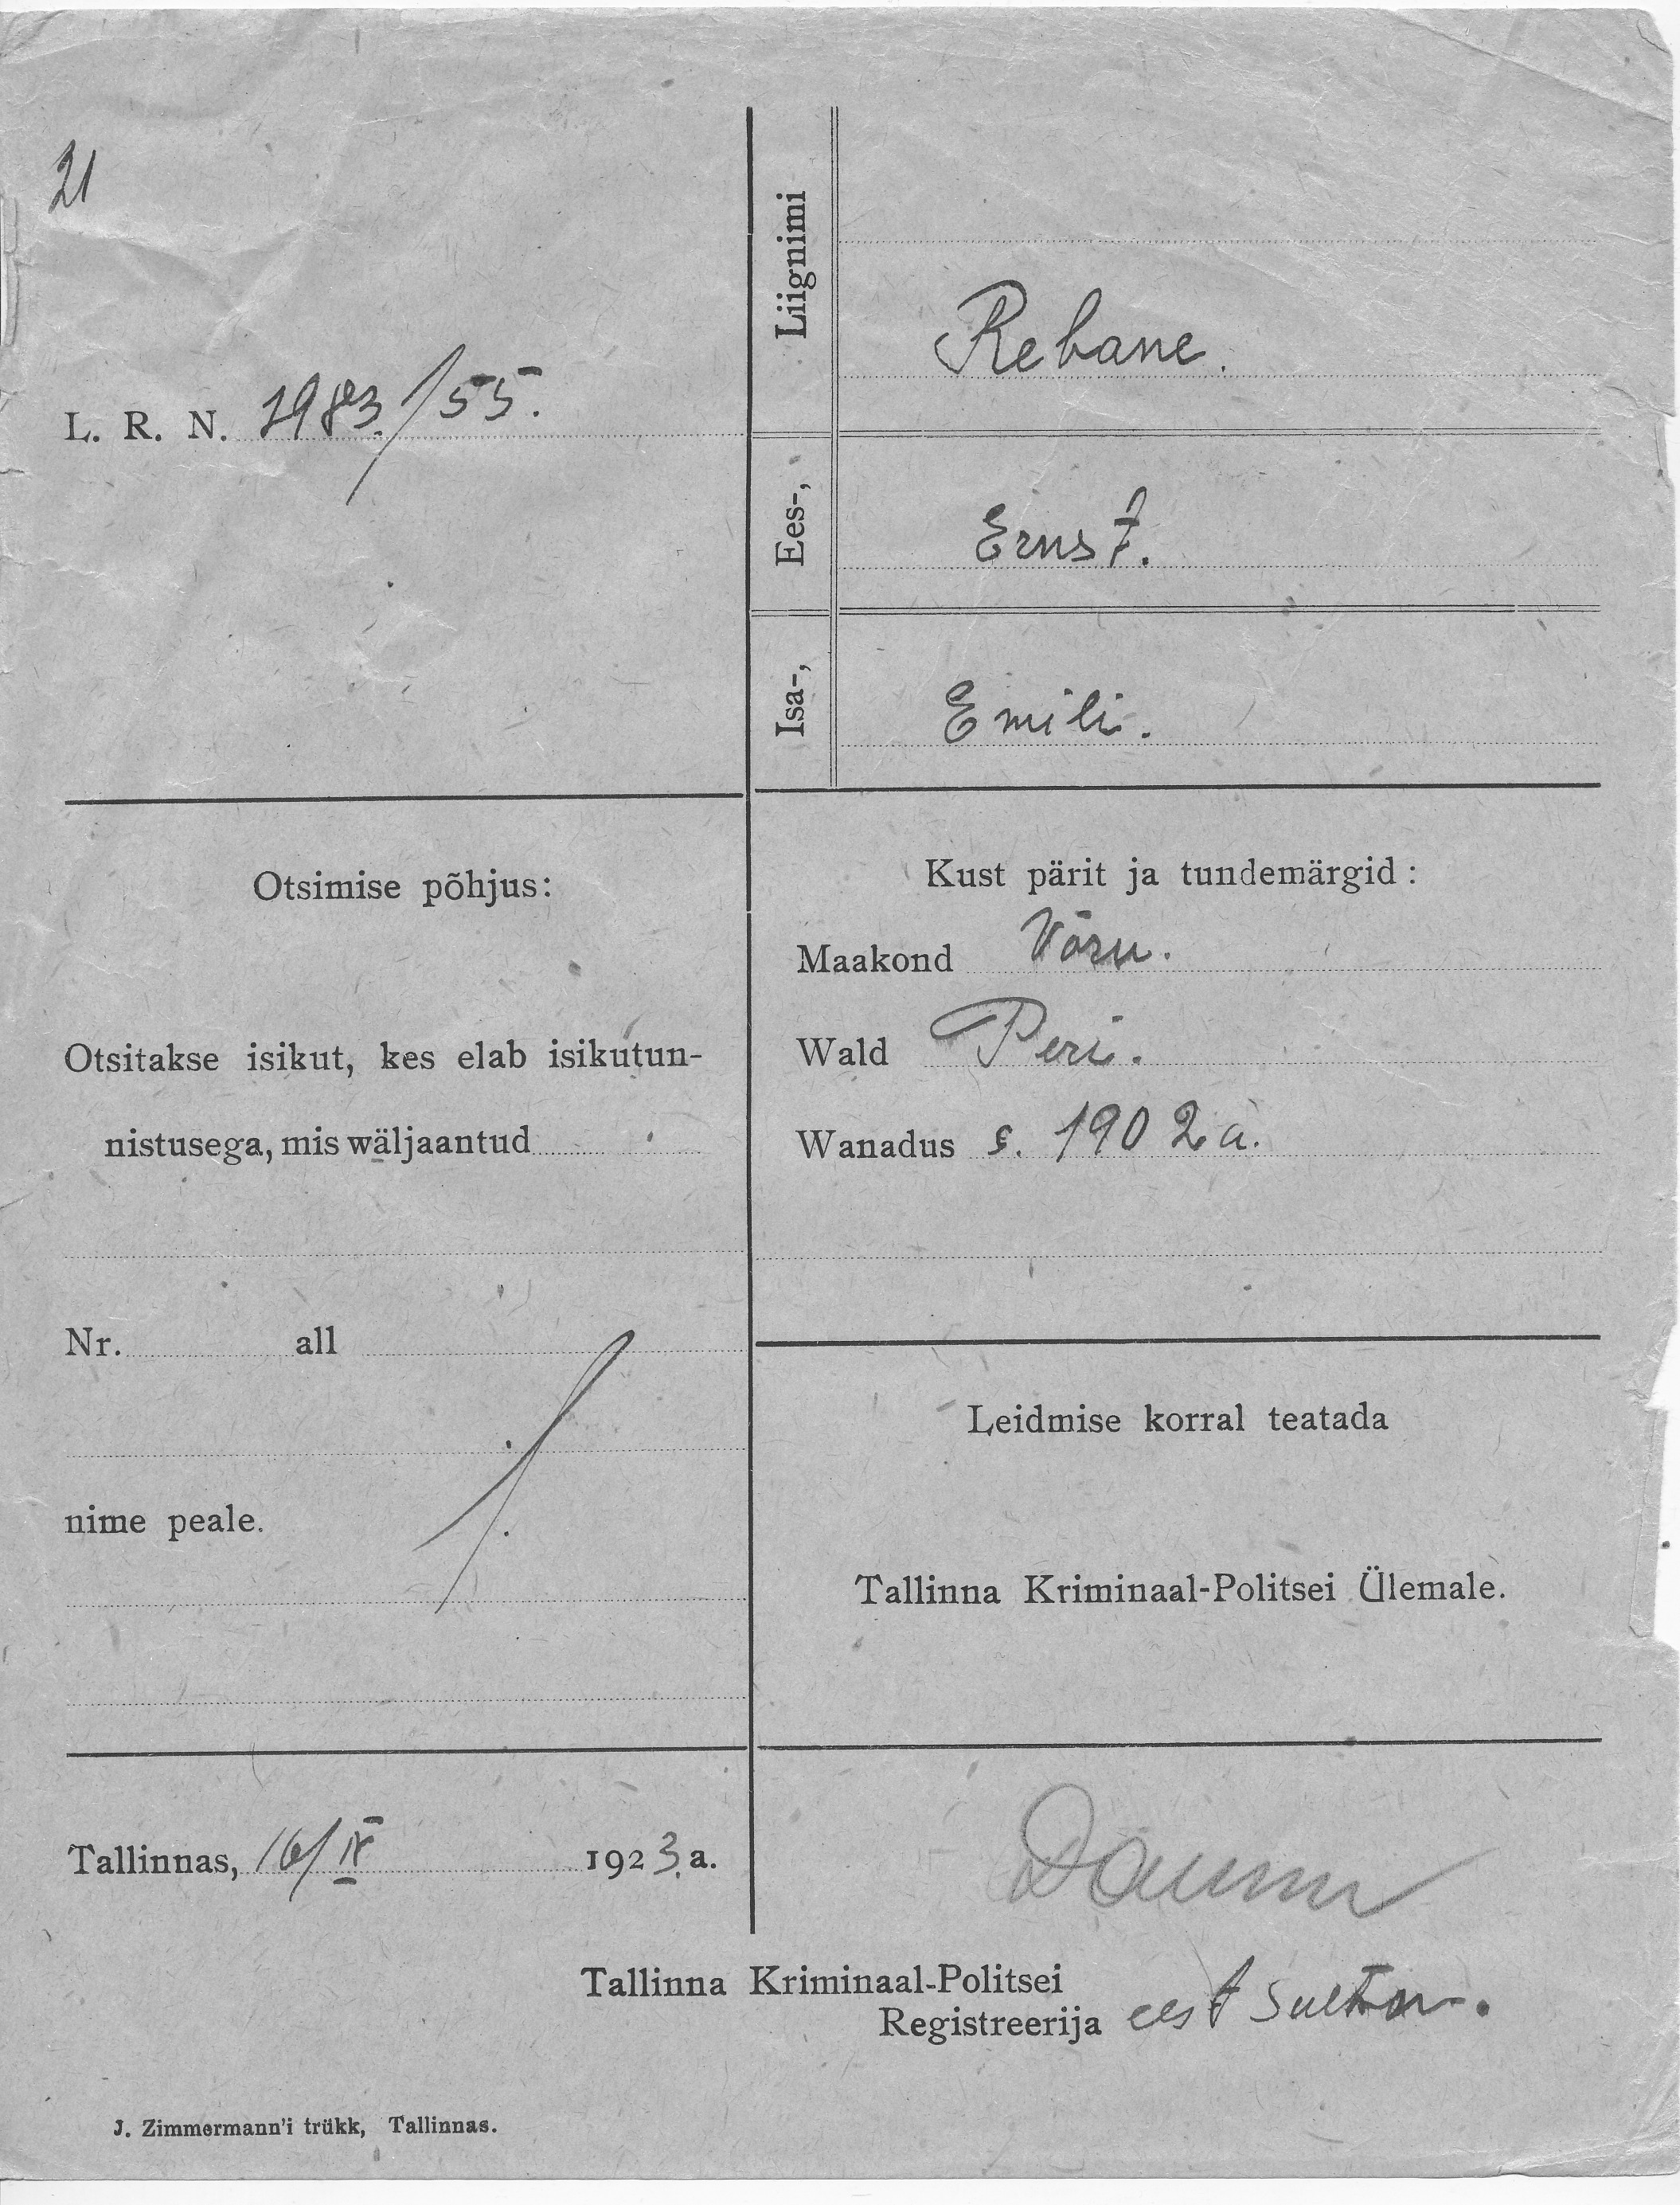 21
L. R. N. 1983/55.
Liignimi
Rebane.
Ees-,
Ernst.
Isa-,
Emili.
Otsimise põhjus:
Otsitakse isikut, kes elab isikutun-
nistusega, mis wäljaantud
Nr. all
nime peale.
Kust pärit ja tundemärgid:
Maakond Võru.
Wald Peri.
Wanadus s. 1902 a.
Leidmise korral teatada
Tallinna Kriminaal-Politsei Ülemale.
Tallinnas, 16/IV 1923 a.
Tallinna Kriminaal-Politsei
Registreerija eest
J. Zimmermann'i trükk, Tallinnas.